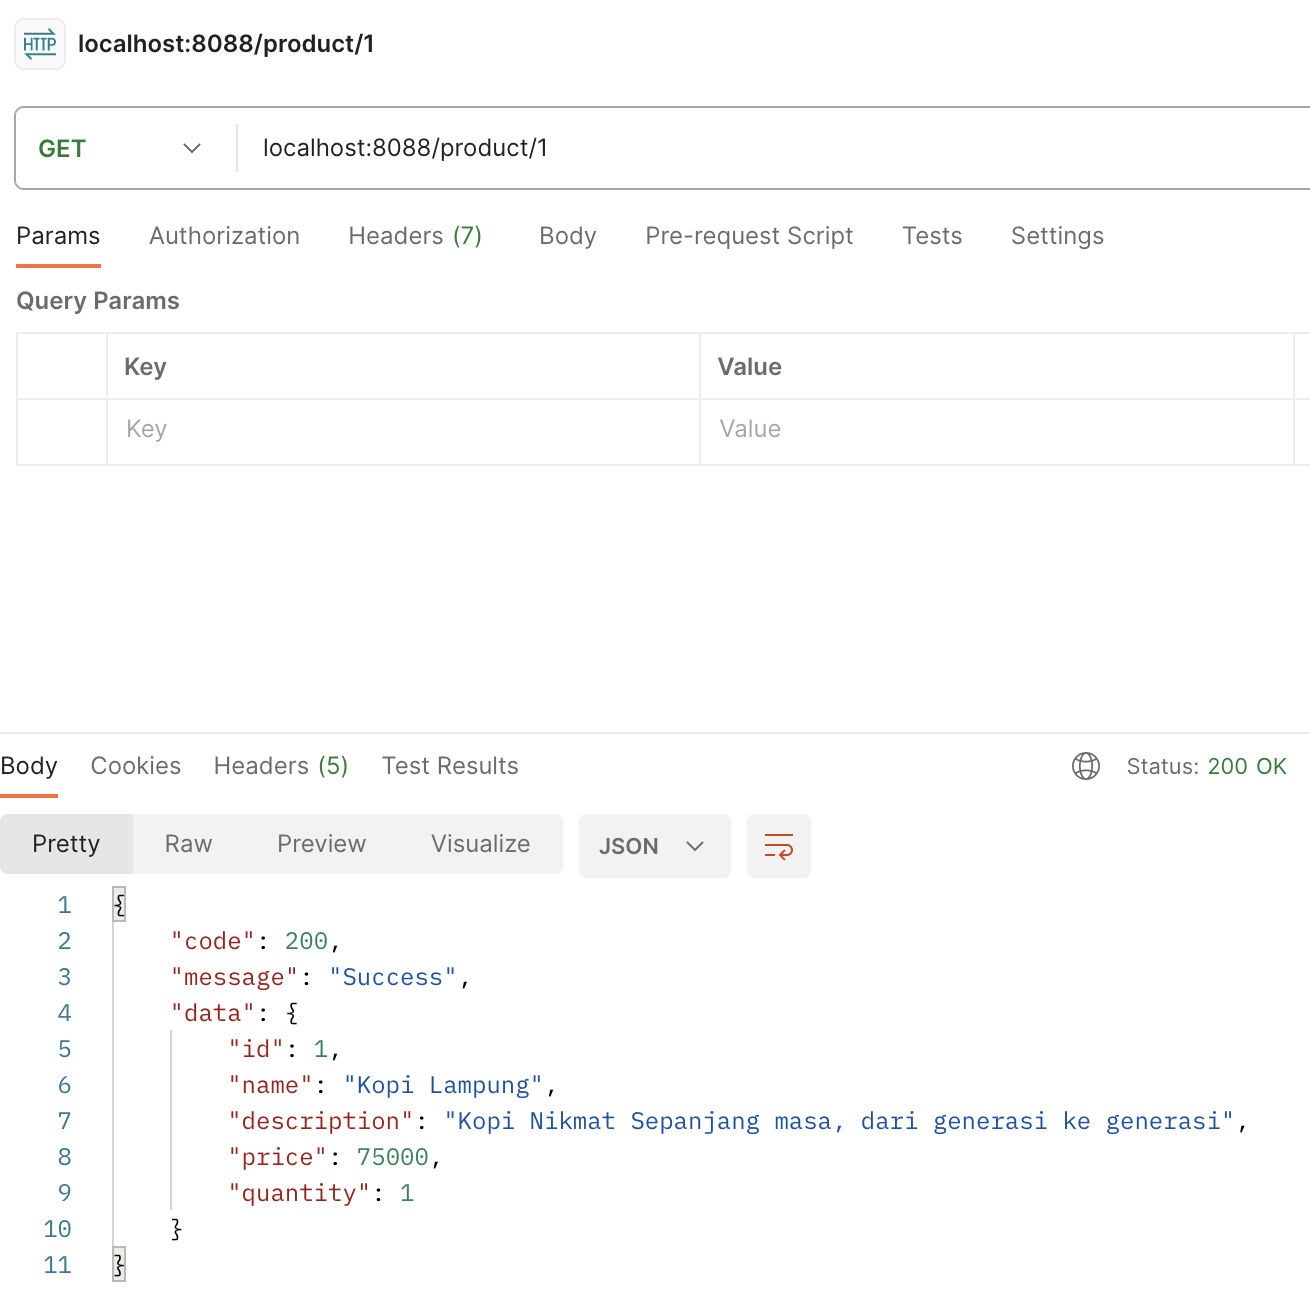 HTTP localhost:8088/product/1
GET localhost:8088/product/1
Params Authorization Headers (7) Body Pre-request Script Tests Settings
Query Params
Key Value
Key Value
Body Cookies Headers (5) Test Results Status: 200 OK
Pretty Raw Preview Visualize JSON
1 {
2 "code": 200,
3 "message": "Success",
4 "data": {
5 "id": 1,
6 "name": "Kopi Lampung",
7 "description": "Kopi Nikmat Sepanjang masa, dari generasi ke generasi",
8 "price": 75000,
9 "quantity": 1
10 }
11 }